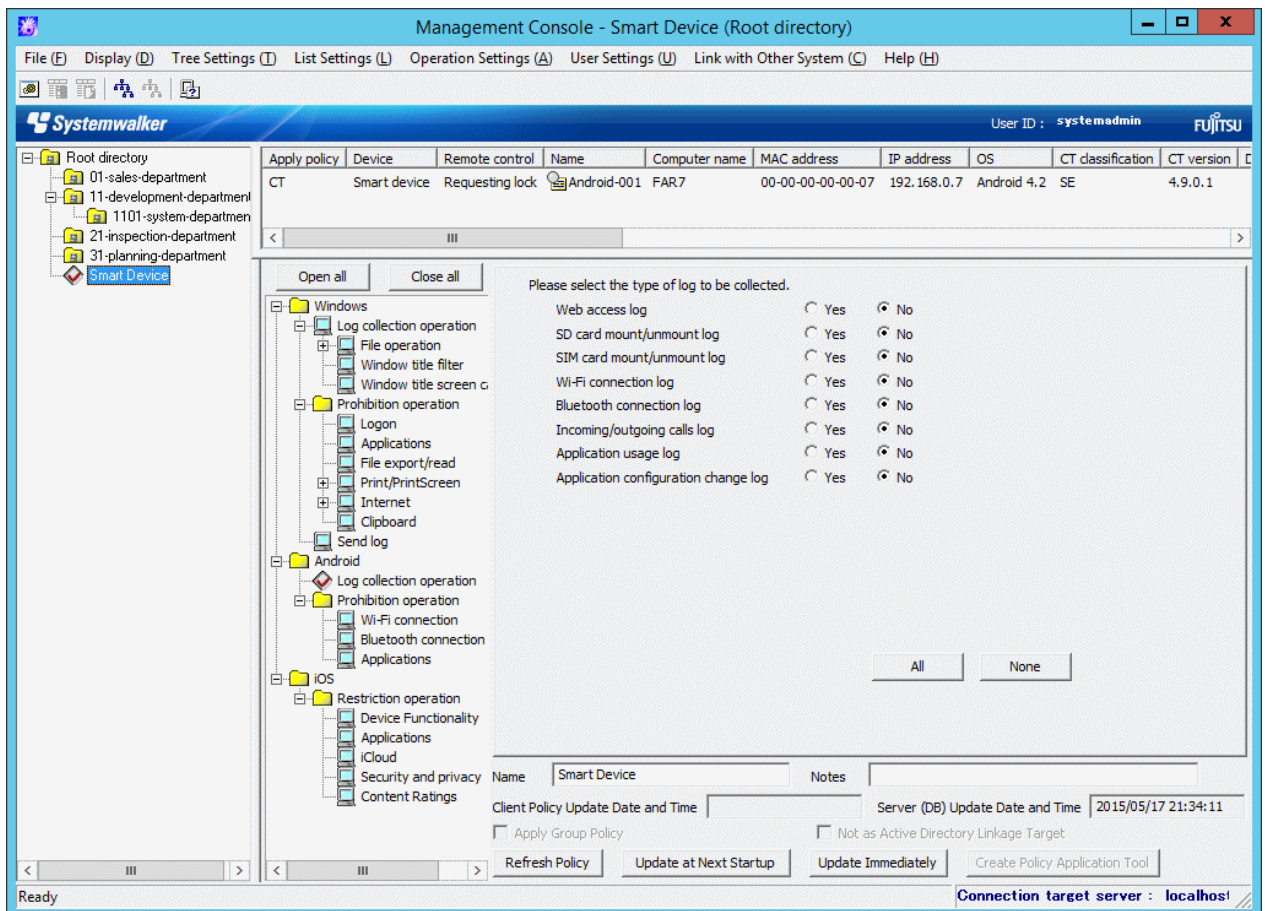 Management Console - Smart Device (Root directory)
File (F) Display (D) Tree Settings (T) List Settings (L) Operation Settings (A) User Settings (U) Link with Other System (C) Help (H)
Systemwalker User ID : systemadmin FUJITSU
Root directory
01-sales-department
11-development-department
1101-system-departmen
21-inspection-department
31-planning-department
Smart Device
Apply policy Device Remote control Name Computer name MAC address IP address OS CT classification CT version
CT Smart device Requesting lock Android-001 FAR7 00-00-00-00-00-07 192.168.0.7 Android 4.2 SE 4.9.0.1
Open all Close all
Windows
Log collection operation
File operation
Window title filter
Window title screen ca
Prohibition operation
Logon
Applications
File export/read
Print/PrintScreen
Internet
Clipboard
Send log
Android
Log collection operation
Prohibition operation
Wi-Fi connection
Bluetooth connection
Applications
iOS
Restriction operation
Device Functionality
Applications
iCloud
Security and privacy
Content Ratings
Please select the type of log to be collected.
Web access log Yes No
SD card mount/unmount log Yes No
SIM card mount/unmount log Yes No
Wi-Fi connection log Yes No
Bluetooth connection log Yes No
Incoming/outgoing calls log Yes No
Application usage log Yes No
Application configuration change log Yes No
All None
Name Smart Device Notes
Client Policy Update Date and Time Server (DB) Update Date and Time 2015/05/17 21:34:11
Apply Group Policy Not as Active Directory Linkage Target
Refresh Policy Update at Next Startup Update Immediately Create Policy Application Tool
Ready Connection target server : localhost